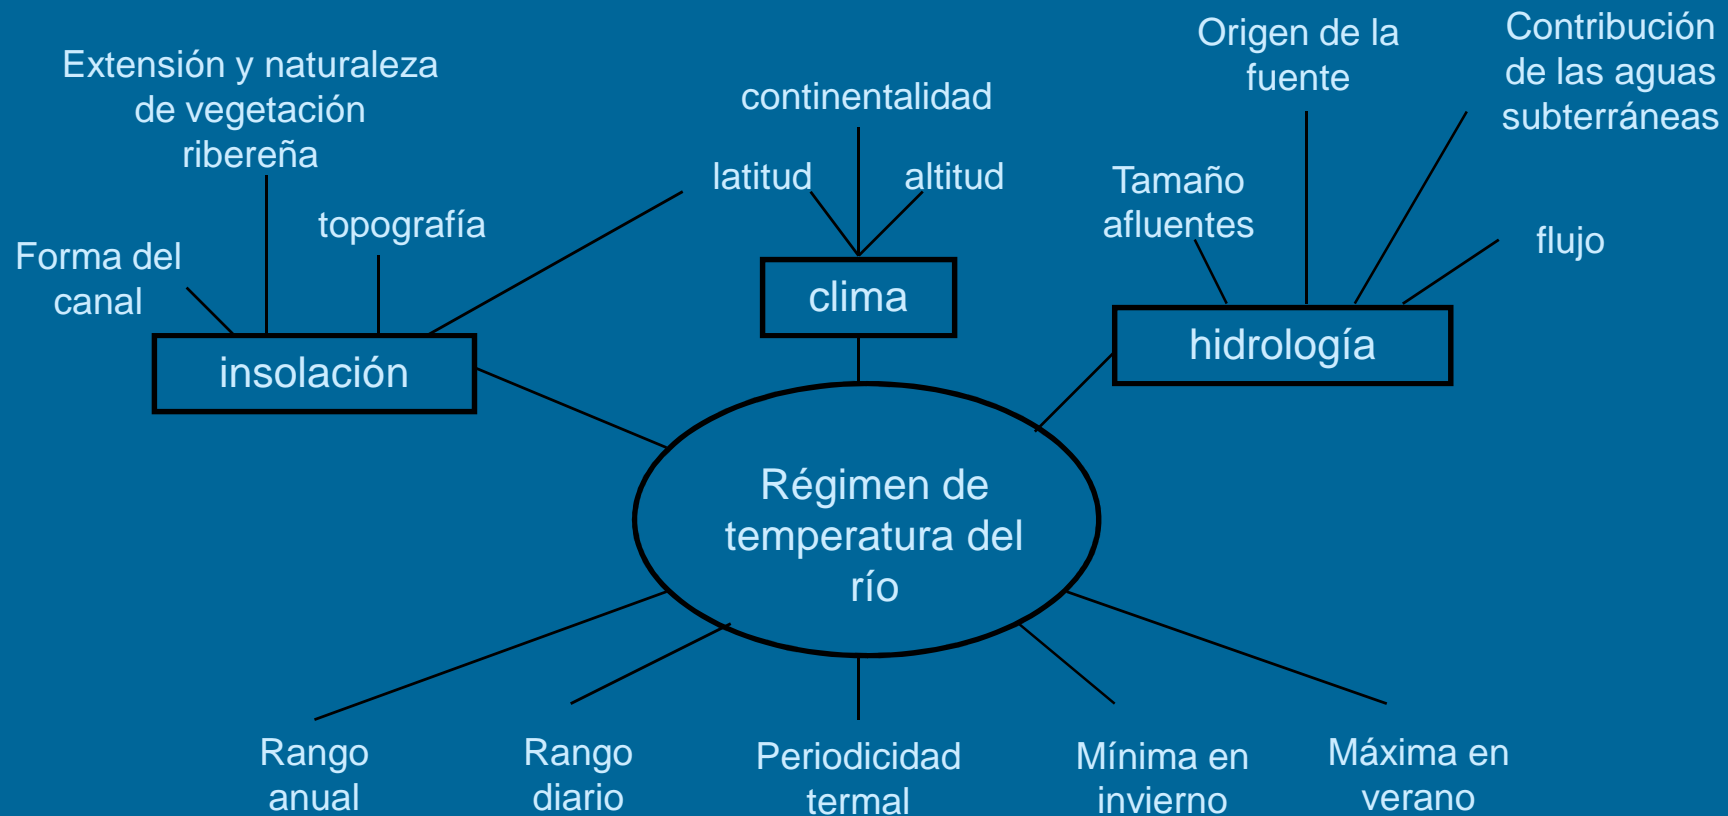 Extensión y naturaleza
de vegetación
ribereña
Forma del
canal
topografía
latitud
continentalidad
altitud
Tamaño
afluentes
Origen de la
fuente
Contribución
de las aguas
subterráneas
flujo
insolación
clima
hidrología
Régimen de
temperatura del
río
Rango
anual
Rango
diario
Periodicidad
termal
Mínima en
invierno
Máxima en
verano